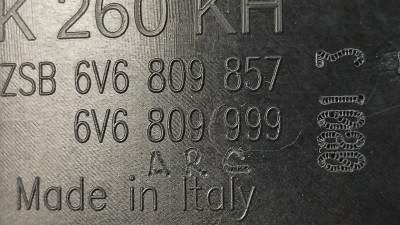 K 260 KH
ZSB 6V6 809 857
6V6 809 999
A R C
Made in Italy